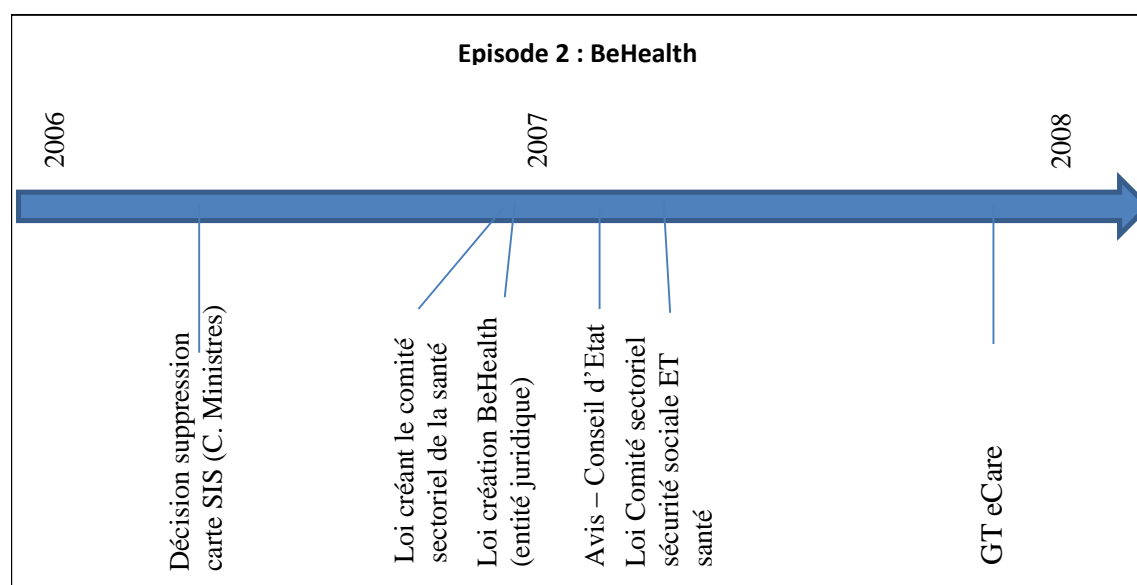 Episode 2 : BeHealth
2006
2007
2008
Décision suppression
carte SIS (C. Ministres)
Loi créant le comité
sectoriel de la santé
Loi création BeHealth
(entité juridique)
Avis – Conseil d’Etat
Loi Comité sectoriel
sécurité sociale ET
santé
GT eCare